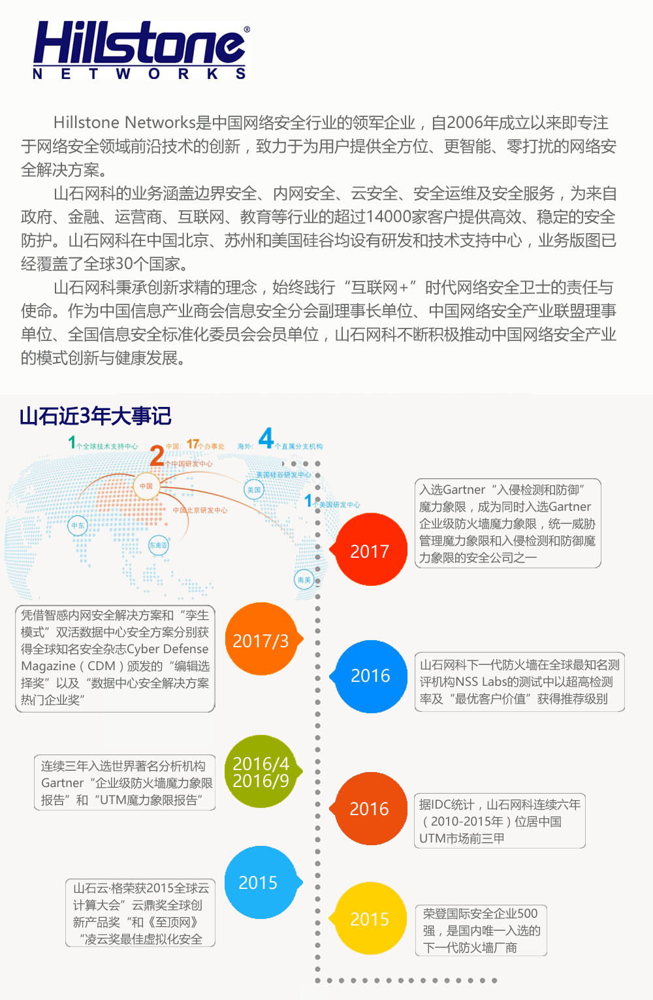 Hillstone®
NETWORKS
Hillstone Networks是中国网络安全行业的领军企业，自2006年成立以来即专注
于网络安全领域前沿技术的创新，致力于为用户提供全方位、更智能、零打扰的网络安
全解决方案。
山石网科的业务涵盖边界安全、内网安全、云安全、安全运维及安全服务，为来自
政府、金融、运营商、互联网、教育等行业的超过14000家客户提供高效、稳定的安全
防护。山石网科在中国北京、苏州和美国硅谷均设有研发和技术支持中心，业务版图已
经覆盖了全球30个国家。
山石网科秉承创新求精的理念，始终践行“互联网+”时代网络安全卫士的责任与
使命。作为中国信息产业商会信息安全分会副理事长单位、中国网络安全产业联盟理事
单位、全国信息安全标准化委员会会员单位，山石网科不断积极推动中国网络安全产业
的模式创新与健康发展。
山石近3年大事记
1个全球技术支持中心
中国：17个办事处
海外：4个直属分支机构
2个中国研发中心
美国硅谷研发中心
中国
美国
1个美国研发中心
中国北京研发中心
中东
东南亚
南美
入选Gartner“入侵检测和防御”
魔力象限，成为同时入选Gartner
企业级防火墙魔力象限，统一威胁
管理魔力象限和入侵检测和防御魔
力象限的安全公司之一
2017
凭借智感内网安全解决方案和“孪生
模式”双活数据中心安全方案分别获
得全球知名安全杂志Cyber Defense
Magazine（CDM）颁发的“编辑选
择奖”以及“数据中心安全解决方案
热门企业奖”
2017/3
2016
山石网科下一代防火墙在全球最知名测
评机构NSS Labs的测试中以超高检测
率及“最优客户价值”获得推荐级别
连续三年入选世界著名分析机构
Gartner“企业级防火墙魔力象限
报告”和“UTM魔力象限报告”
2016/4
2016/9
2016
据IDC统计，山石网科连续六年
（2010-2015年）位居中国
UTM市场前三甲
山石云·格荣获2015全球云
计算大会”云鼎奖全球创
新产品奖“和《至顶网》
“凌云奖最佳虚拟化安全
2015
2015
荣登国际安全企业500
强，是国内唯一入选的
下一代防火墙厂商